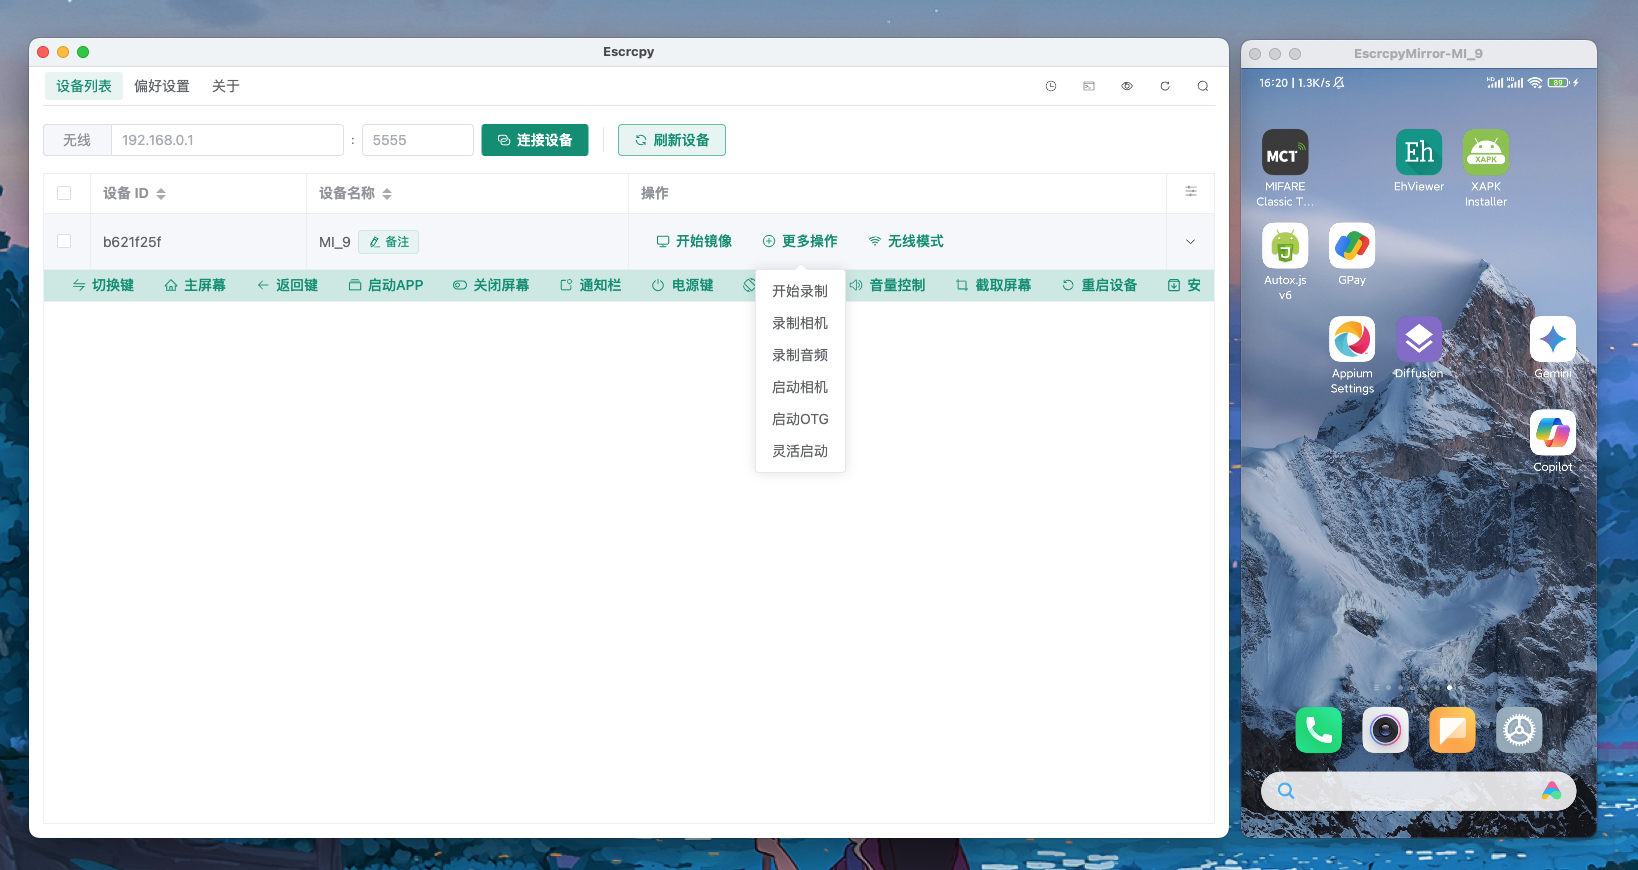 Escrcpy
设备列表 偏好设置 关于
无线 192.168.0.1 : 5555 连接设备 刷新设备
设备 ID 设备名称 操作
b621f25f MI_9 备注 开始镜像 更多操作 无线模式
切换键 主屏幕 返回键 启动APP 关闭屏幕 通知栏 电源键 音量控制 截取屏幕 重启设备 安
开始录制
录制相机
录制音频
启动相机
启动OTG
灵活启动
EscrcpyMirror-MI_9
16:20 | 1.3K/s HD HD 89
MCT Eh XAPK
MIFARE Classic T... EhViewer XAPK Installer
Autox.js v6 GPay
Appium Settings Diffusion Gemini
Copilot